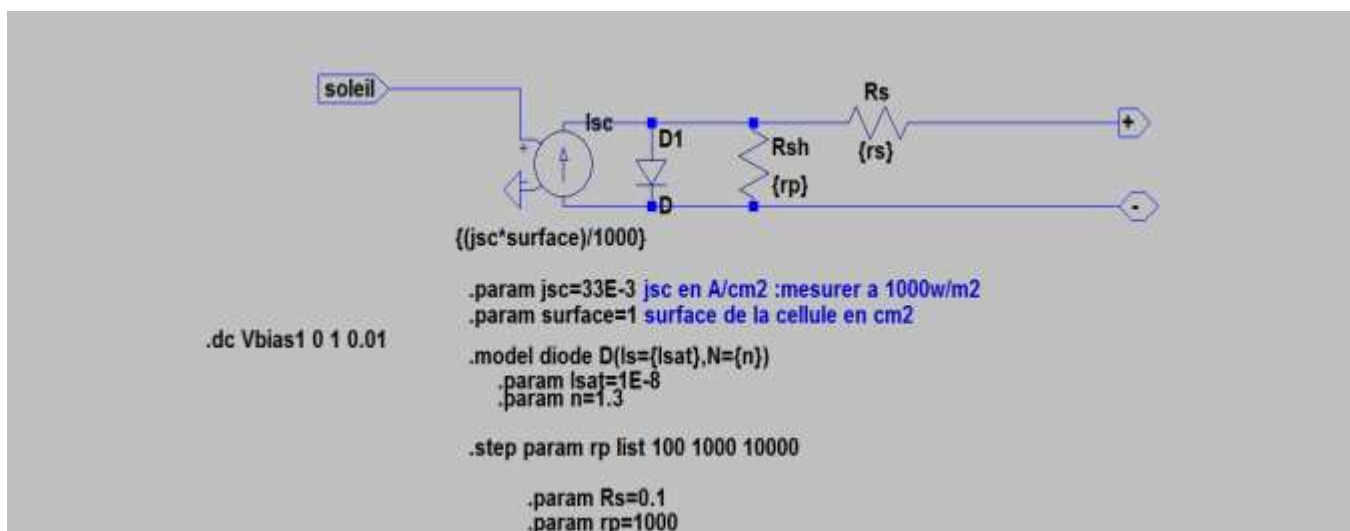 soleil
Isc
D1
D
Rsh
{rp}
Rs
{rs}
+
-
+
{(jsc*surface)/1000}
.param jsc=33E-3 jsc en A/cm2 :mesurer a 1000w/m2
.param surface=1 surface de la cellule en cm2
.dc Vbias1 0 1 0.01
.model diode D(Is={Isat},N={n})
.param Isat=1E-8
.param n=1.3
.step param rp list 100 1000 10000
.param Rs=0.1
.param rp=1000